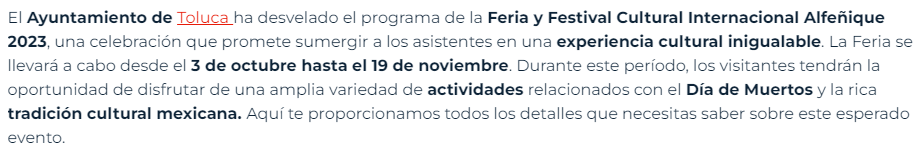 El Ayuntamiento de Toluca ha desvelado el programa de la Feria y Festival Cultural Internacional Alfeñique
2023, una celebración que promete sumergir a los asistentes en una experiencia cultural inigualable. La Feria se
llevará a cabo desde el 3 de octubre hasta el 19 de noviembre. Durante este período, los visitantes tendrán la
oportunidad de disfrutar de una amplia variedad de actividades relacionados con el Día de Muertos y la rica
tradición cultural mexicana. Aquí te proporcionamos todos los detalles que necesitas saber sobre este esperado
evento.